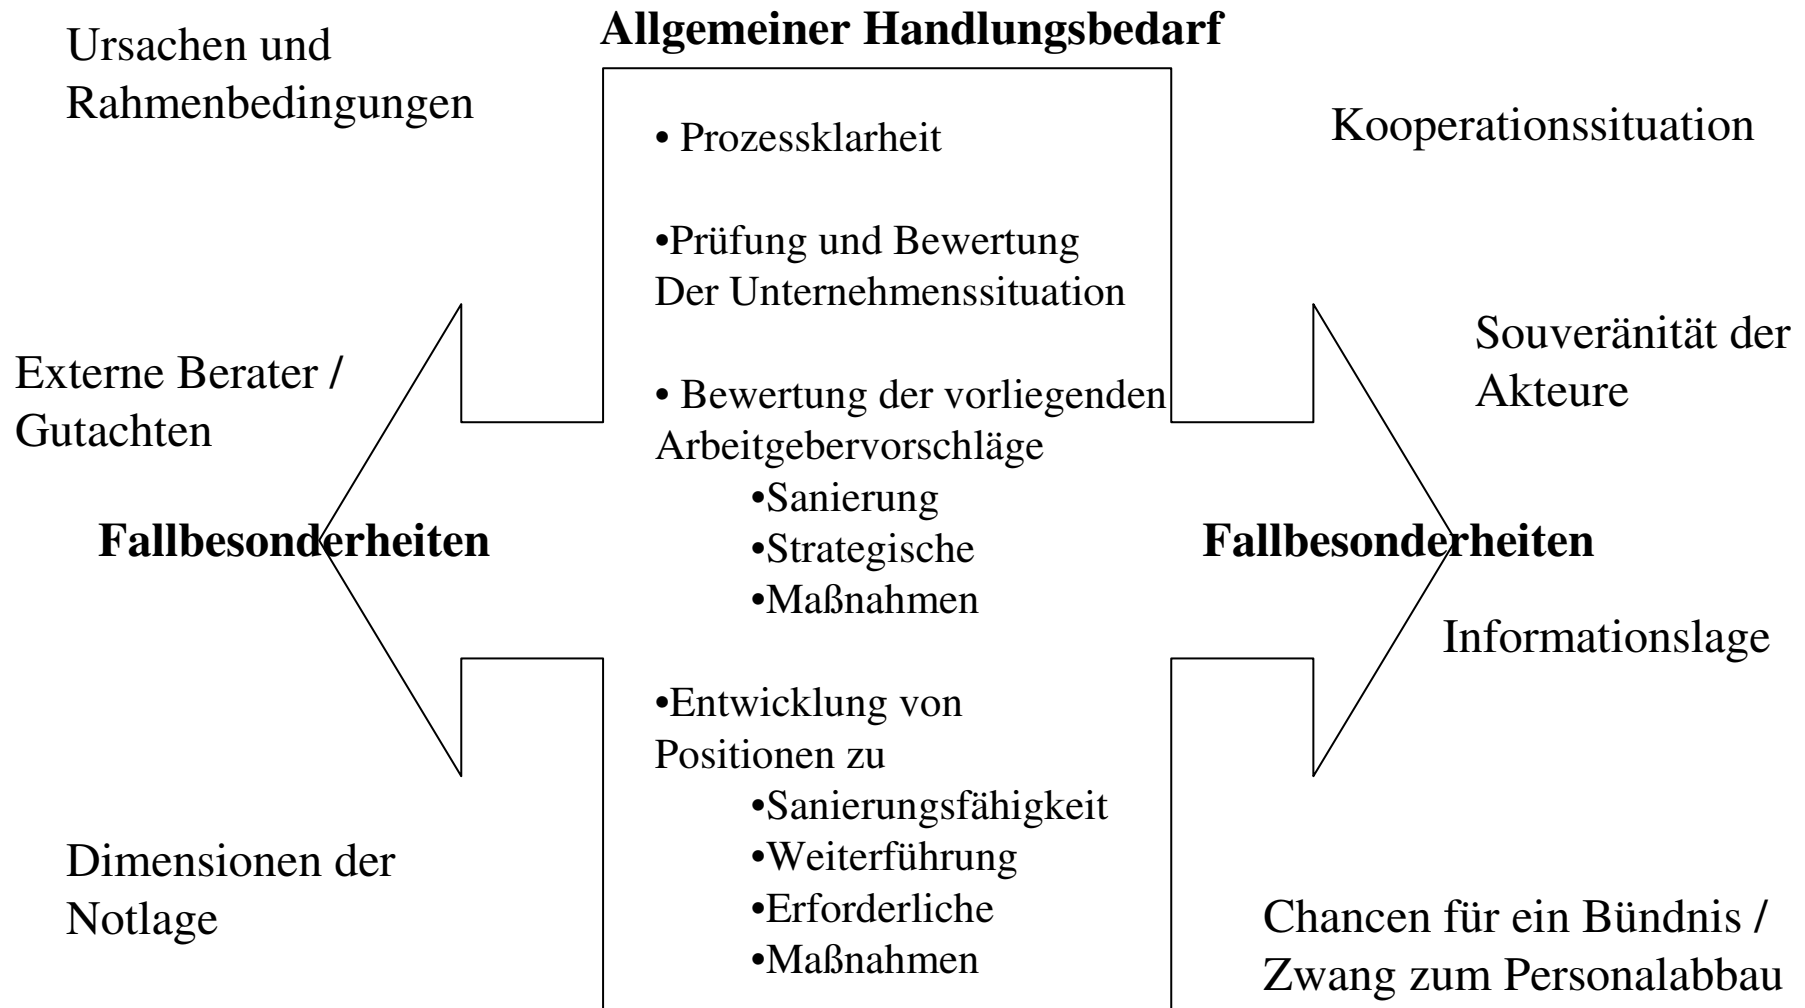 Allgemeiner Handlungsbedarf
Ursachen und
Rahmenbedingungen
Externe Berater /
Gutachten
Fallbesonderheiten
Dimensionen der
Notlage
• Prozessklarheit
•Prüfung und Bewertung
Der Unternehmenssituation
• Bewertung der vorliegenden
Arbeitgebervorschläge
•Sanierung
•Strategische
•Maßnahmen
•Entwicklung von
Positionen zu
•Sanierungsfähigkeit
•Weiterführung
•Erforderliche
•Maßnahmen
Kooperationssituation
Souveränität der
Akteure
Fallbesonderheiten
Informationslage
Chancen für ein Bündnis /
Zwang zum Personalabbau